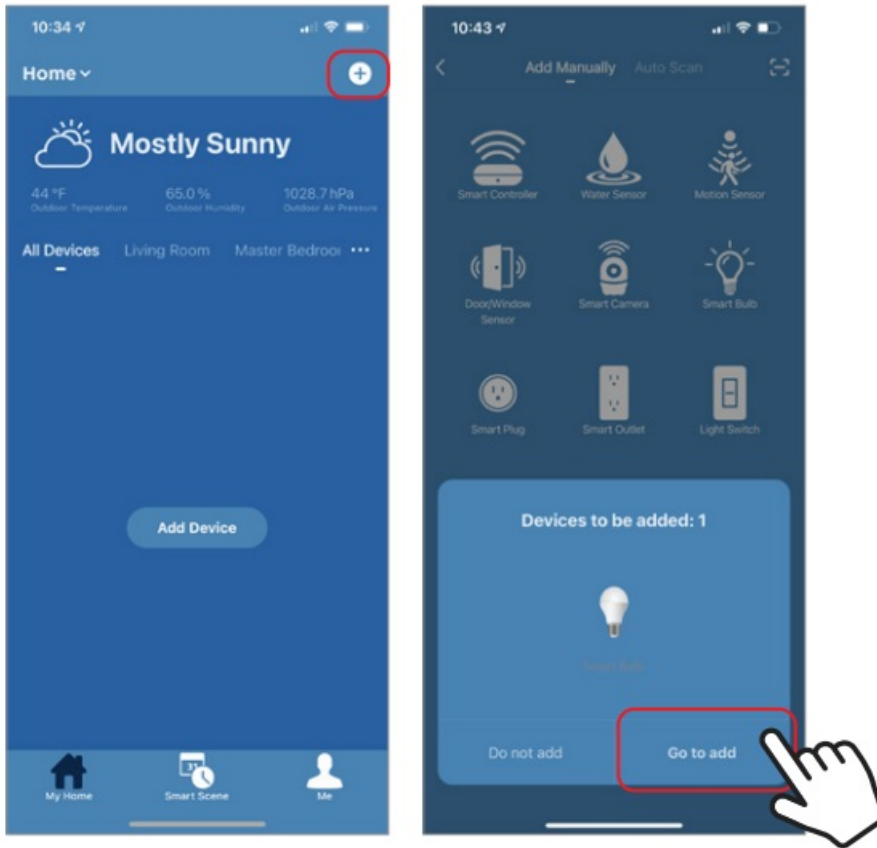 10:34
Home
Mostly Sunny
44 °F
65.0 %
1028.7 hPa
Outdoor Temperature
Outdoor Humidity
Outdoor Air Pressure
All Devices
Living Room
Master Bedroo
Add Device
31
My Home
Smart Scene
Me
10:43
Add Manually
Auto Scan
Smart Controller
Water Sensor
Motion Sensor
Door/Window
Sensor
Smart Camera
Smart Bulb
Smart Plug
Smart Outlet
Light Switch
Devices to be added: 1
Smart Bulb
Do not add
Go to add